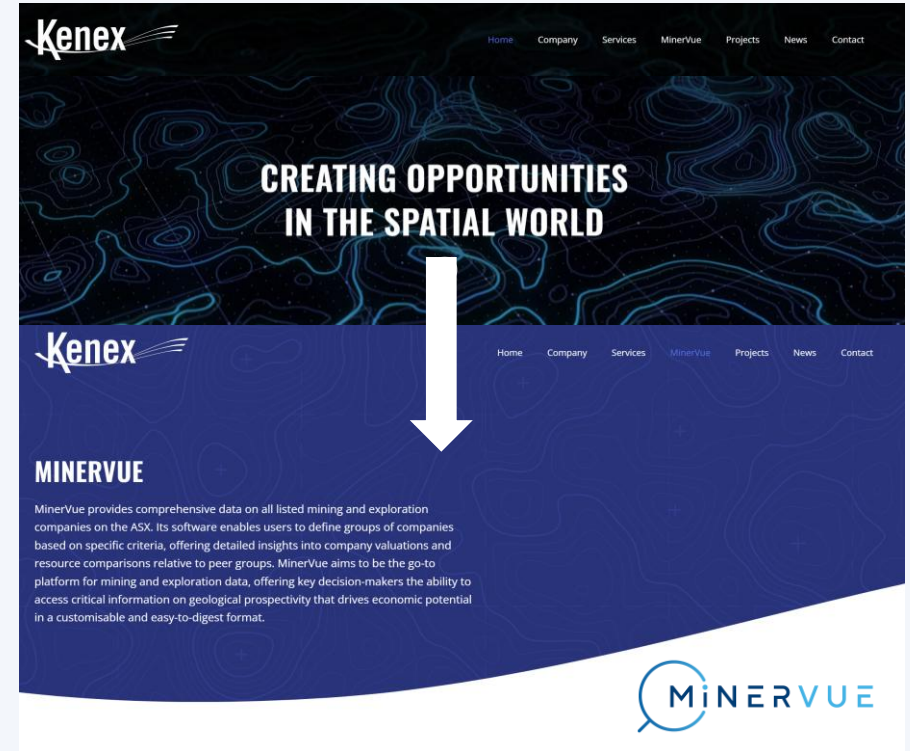 Kenex
Home Company Services MinerVue Projects News Contact
CREATING OPPORTUNITIES
IN THE SPATIAL WORLD
Kenex
Home Company Services MinerVue Projects News Contact
MINERVUE
MinerVue provides comprehensive data on all listed mining and exploration
companies on the ASX. Its software enables users to define groups of companies
based on specific criteria, offering detailed insights into company valuations and
resource comparisons relative to peer groups. MinerVue aims to be the go-to
platform for mining and exploration data, offering key decision-makers the ability to
access critical information on geological prospectivity that drives economic potential
in a customisable and easy-to-digest format.
MiNERVUE